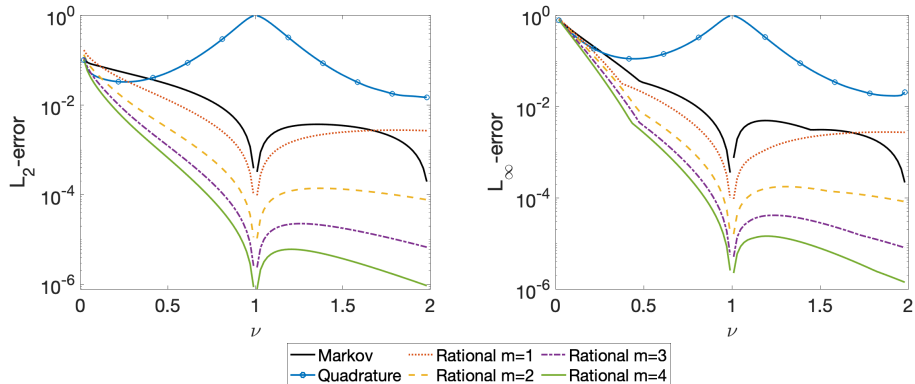 10^0
10^-2
10^-4
10^-6
L_2-error
0
0.5
1
1.5
2
ν
10^0
10^-2
10^-4
10^-6
L_∞-error
0
0.5
1
1.5
2
ν
Markov
Rational m=1
Rational m=3
Quadrature
Rational m=2
Rational m=4